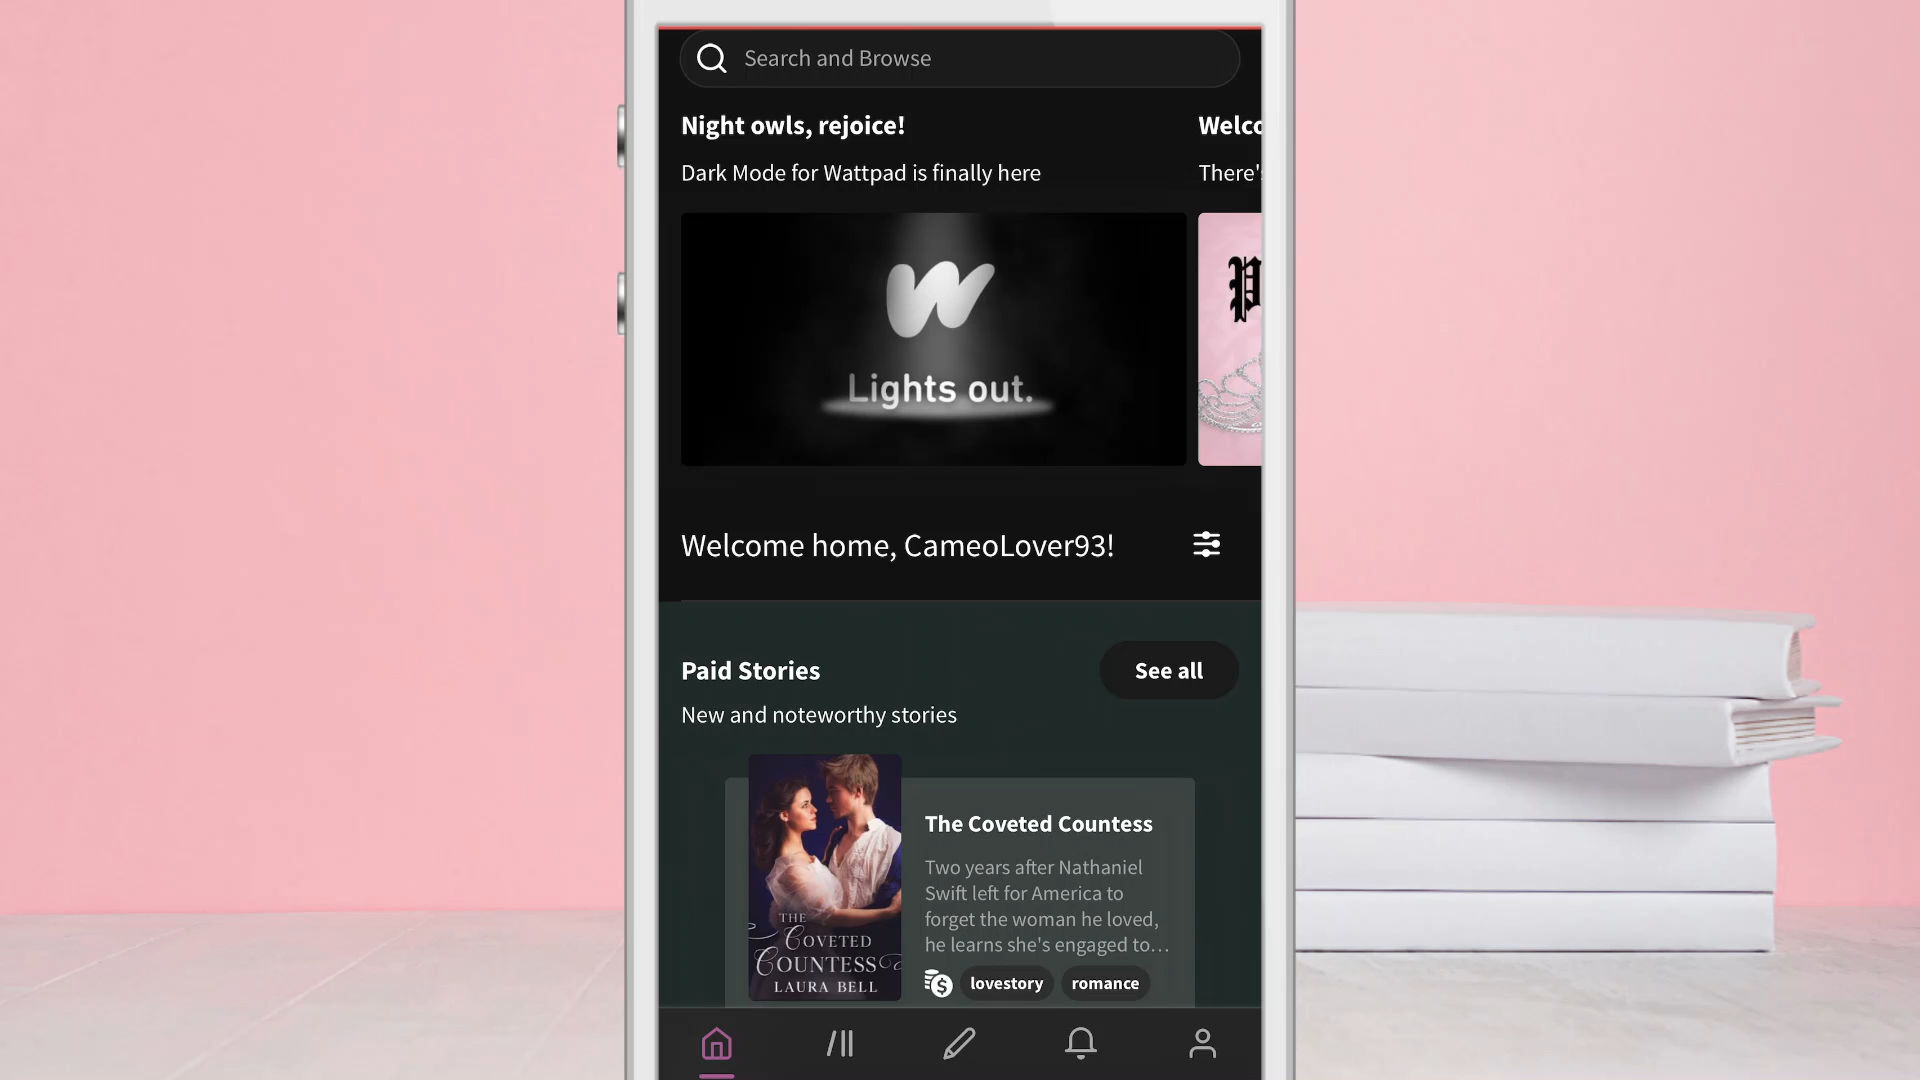 Search and Browse
Night owls, rejoice!
Dark Mode for Wattpad is finally here
Welco
There's
Lights out.
Welcome home, CameoLover93!
Paid Stories
See all
New and noteworthy stories
THE
COVETED
COUNTESS
LAURA BELL
The Coveted Countess
Two years after Nathaniel
Swift left for America to
forget the woman he loved,
he learns she's engaged to…
lovestory
romance